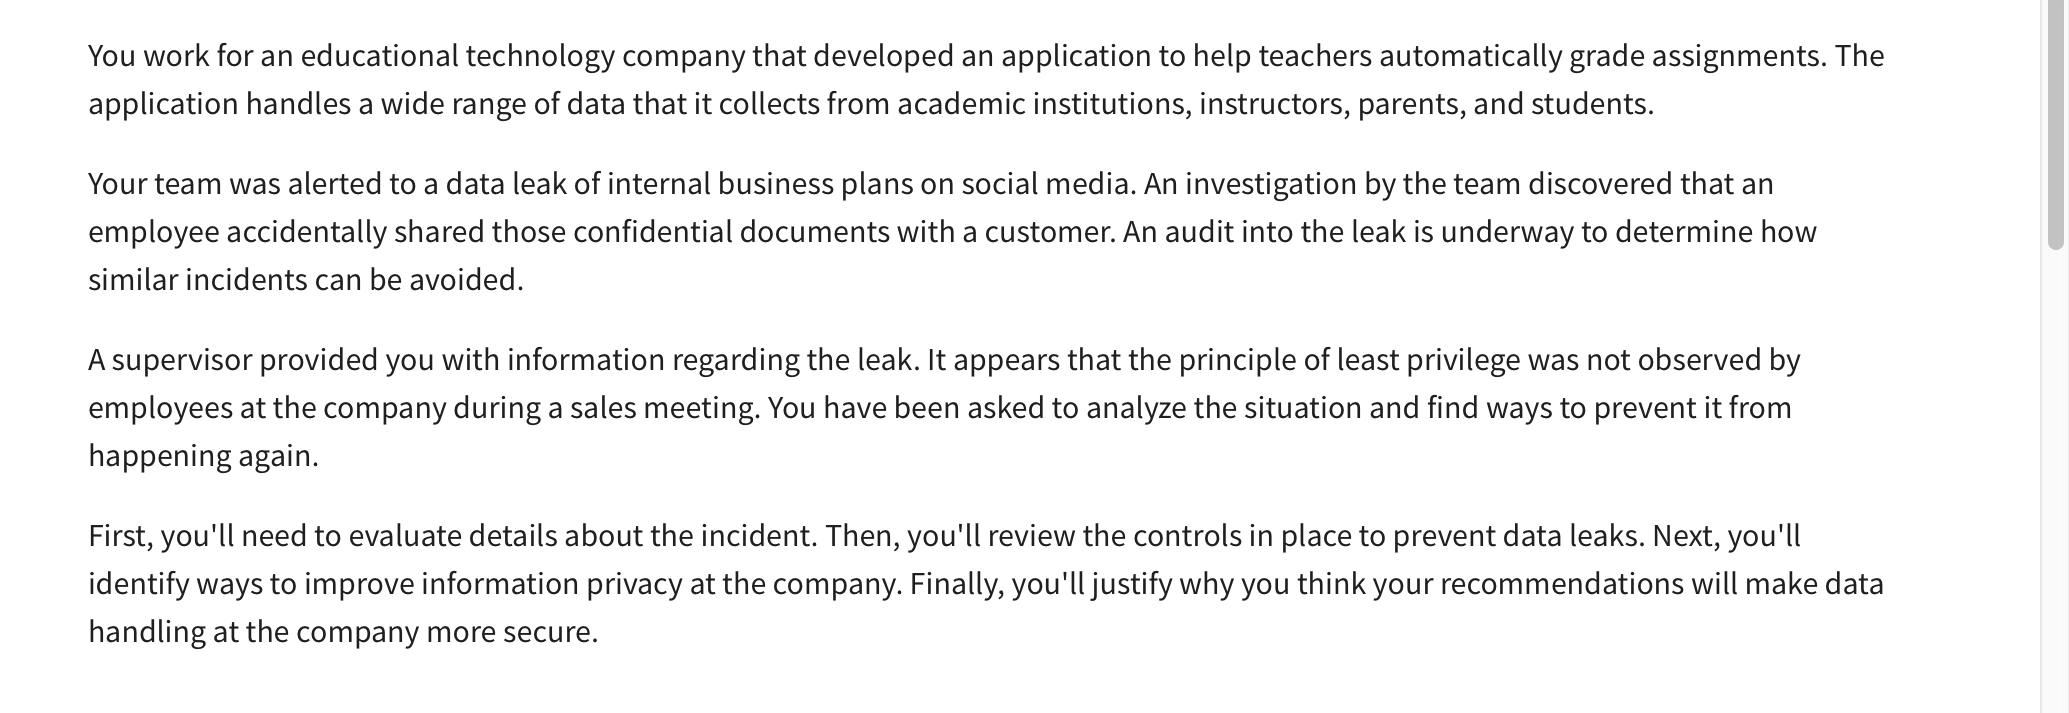 You work for an educational technology company that developed an application to help teachers automatically grade assignments. The
application handles a wide range of data that it collects from academic institutions, instructors, parents, and students.
Your team was alerted to a data leak of internal business plans on social media. An investigation by the team discovered that an
employee accidentally shared those confidential documents with a customer. An audit into the leak is underway to determine how
similar incidents can be avoided.
A supervisor provided you with information regarding the leak. It appears that the principle of least privilege was not observed by
employees at the company during a sales meeting. You have been asked to analyze the situation and find ways to prevent it from
happening again.
First, you'll need to evaluate details about the incident. Then, you'll review the controls in place to prevent data leaks. Next, you'll
identify ways to improve information privacy at the company. Finally, you'll justify why you think your recommendations will make data
handling at the company more secure.